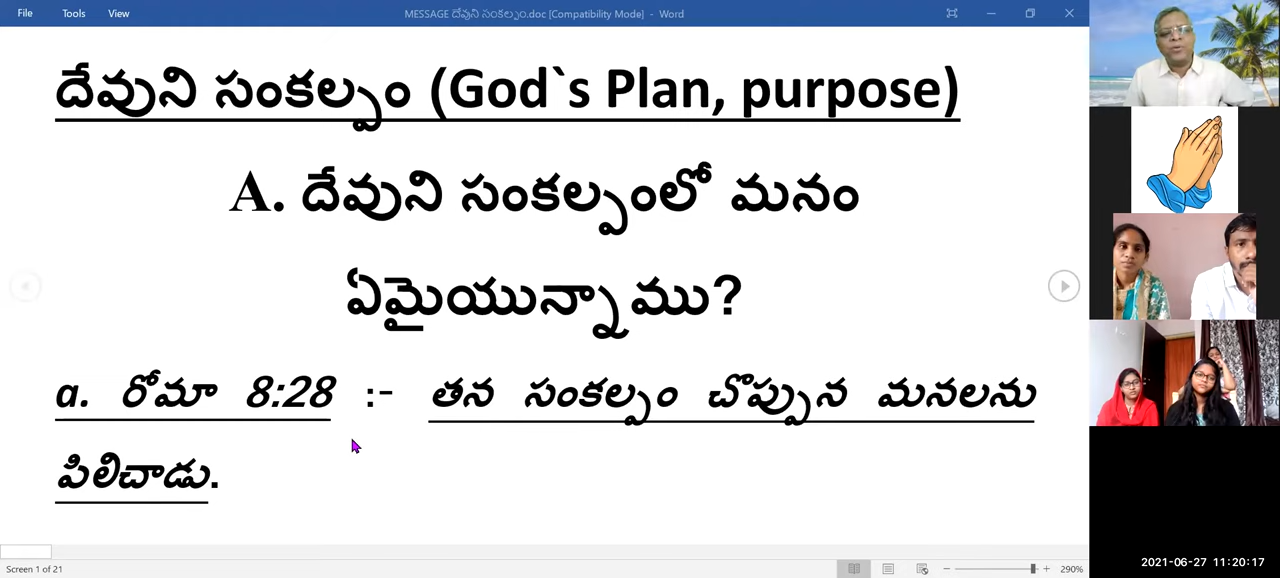 File Tools View MESSAGE దేవుని సంకల్పం.doc [Compatibility Mode] - Word
దేవుని సంకల్పం (God`s Plan, purpose)
A. దేవుని సంకల్పంలో మనం
ఏమైయున్నాము?
a. రోమా 8:28 :- తన సంకల్పం చొప్పున మనలను
పిలిచాడు.
2021-06-27 11:20:17
Screen 1 of 21 290%